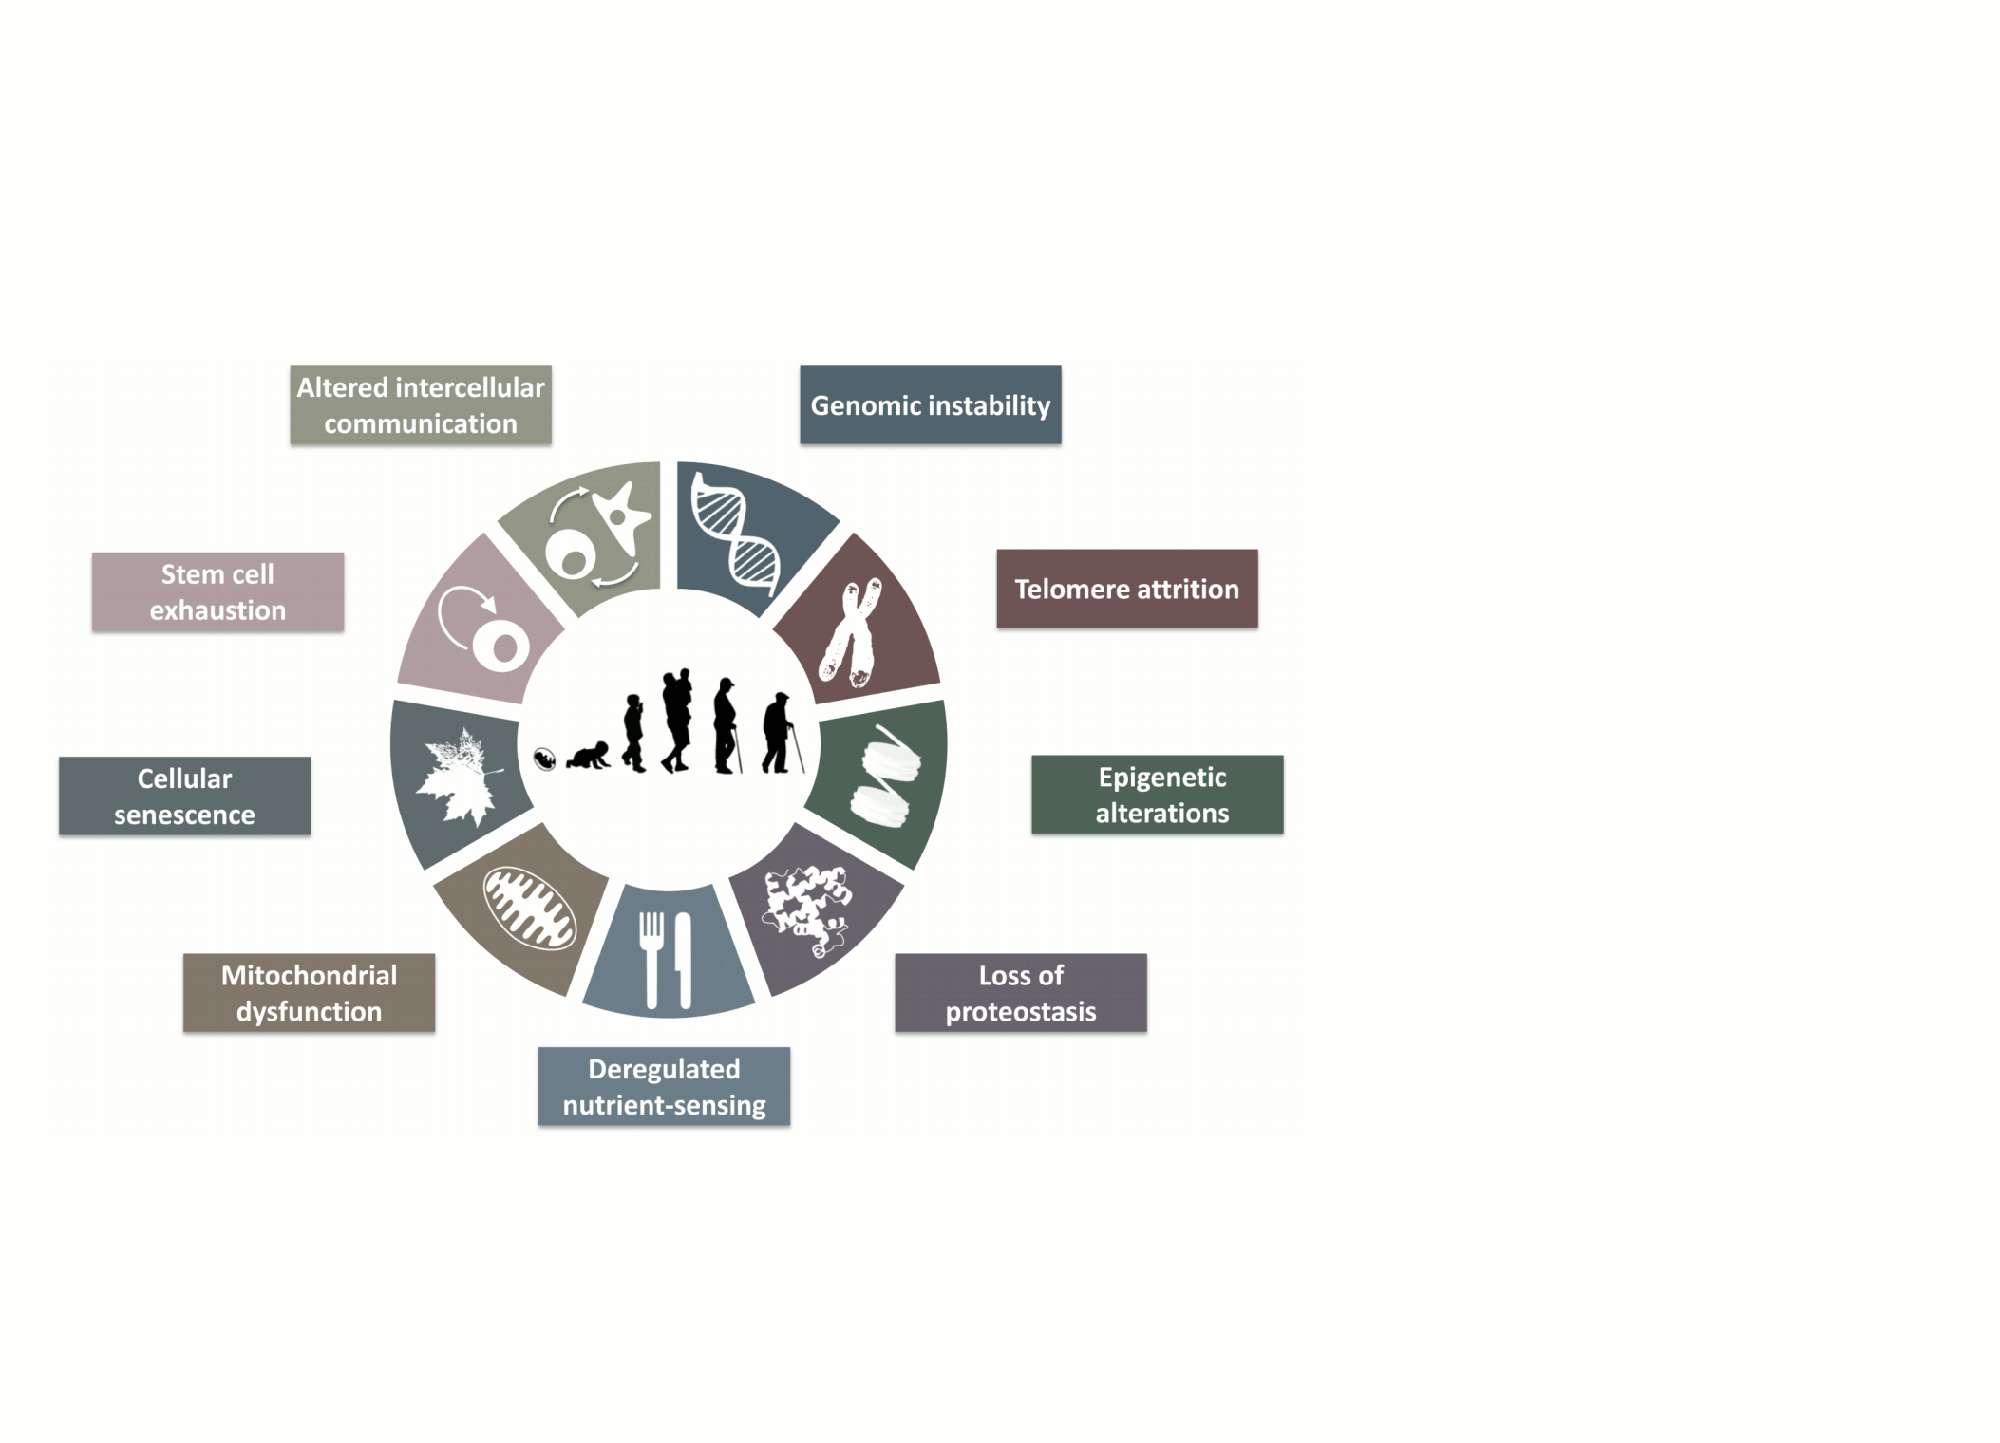 Altered intercellular
communication
Genomic instability
Stem cell
exhaustion
Telomere attrition
Cellular
senescence
Epigenetic
alterations
Mitochondrial
dysfunction
Loss of
proteostasis
Deregulated
nutrient-sensing